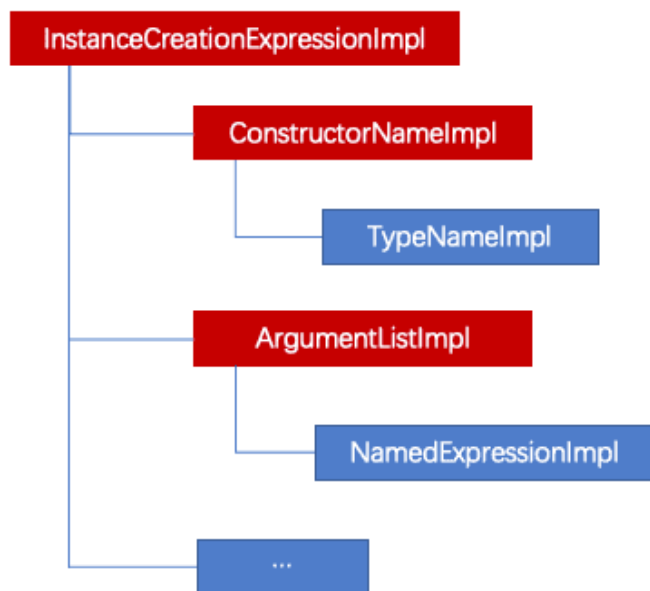 InstanceCreationExpressionImpl
ConstructorNameImpl
TypeNameImpl
ArgumentListImpl
NamedExpressionImpl
...